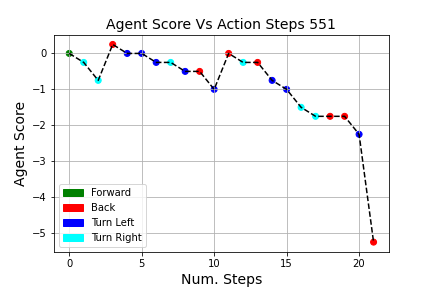 Agent Score Vs Action Steps 551
Agent Score
0
−1
−2
−3
−4
−5
Forward
Back
Turn Left
Turn Right
0 5 10 15 20
Num. Steps